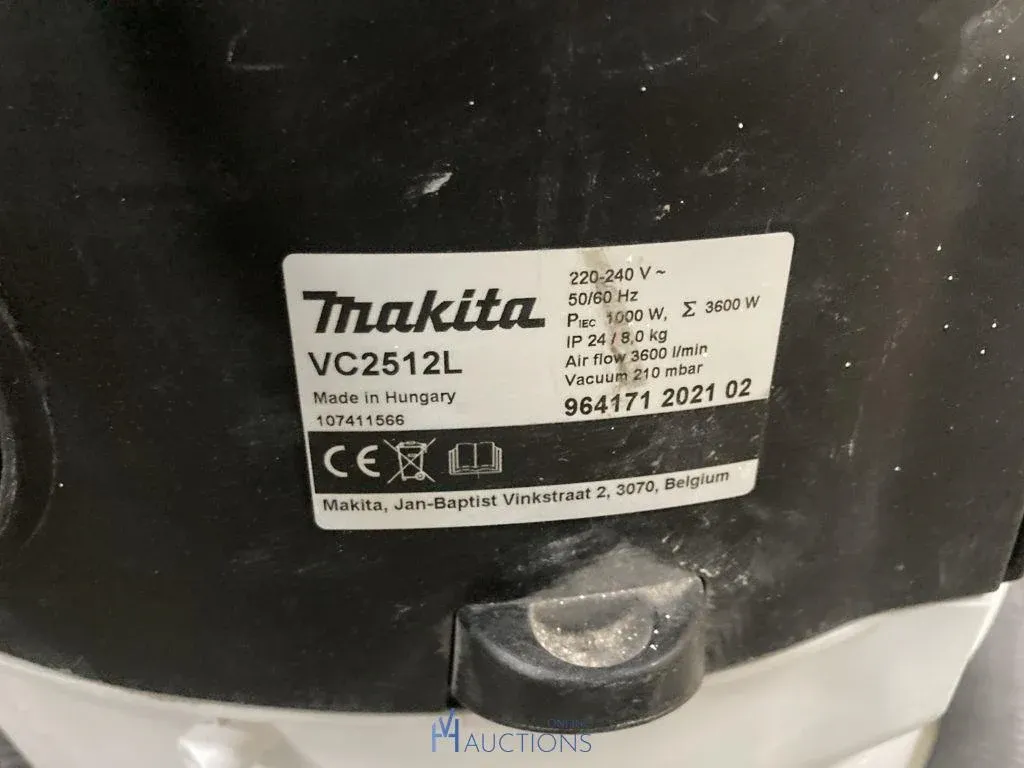 makita
VC2512L
Made in Hungary
107411566
220-240 V ~
50/60 Hz
PIEC 1000 W, Σ 3600 W
IP 24 / 8,0 kg
Air flow 3600 l/min
Vacuum 210 mbar
964171 2021 02
CE
Makita, Jan-Baptist Vinkstraat 2, 3070, Belgium
ONLINE
AUCTIONS